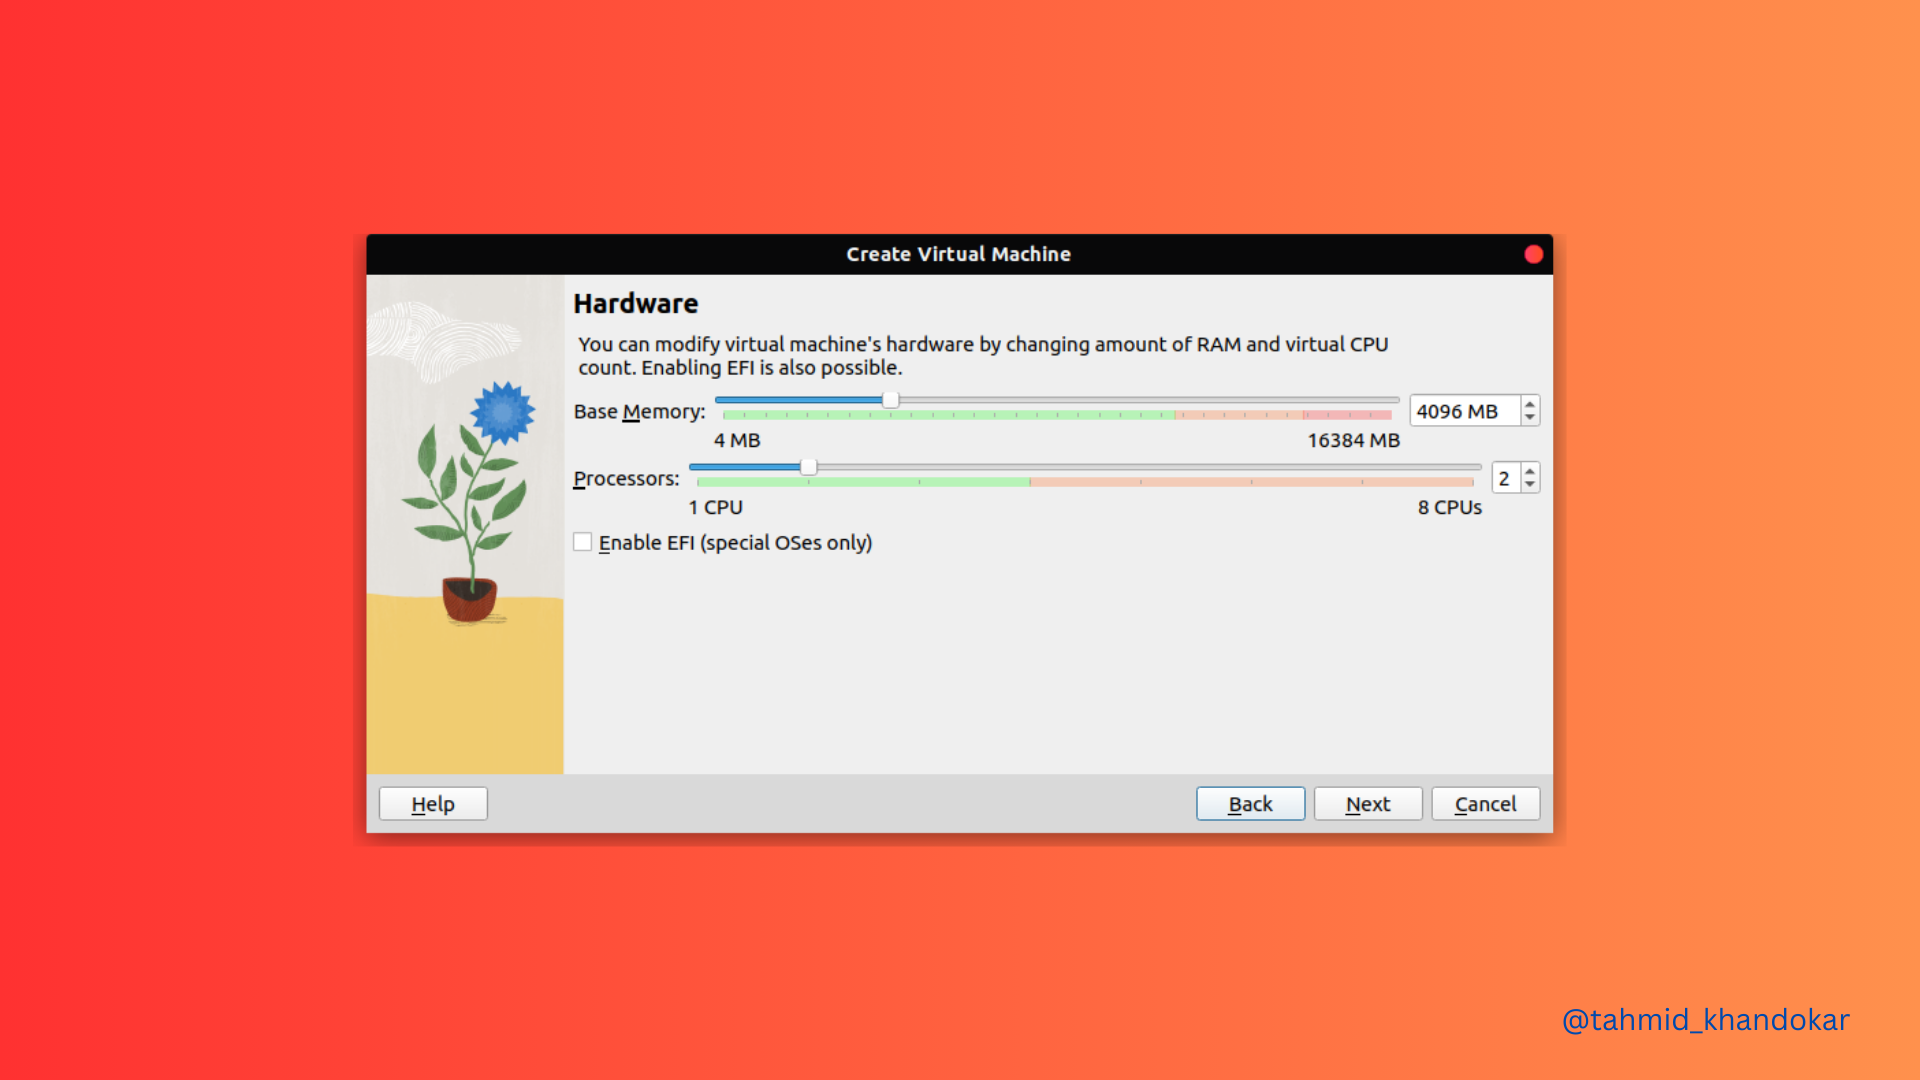 Create Virtual Machine
Hardware
You can modify virtual machine's hardware by changing amount of RAM and virtual CPU
count. Enabling EFI is also possible.
Base Memory:
4096 MB
4 MB
16384 MB
Processors:
2
1 CPU
8 CPUs
Enable EFI (special OSes only)
Help
Back
Next
Cancel
@tahmid_khandokar